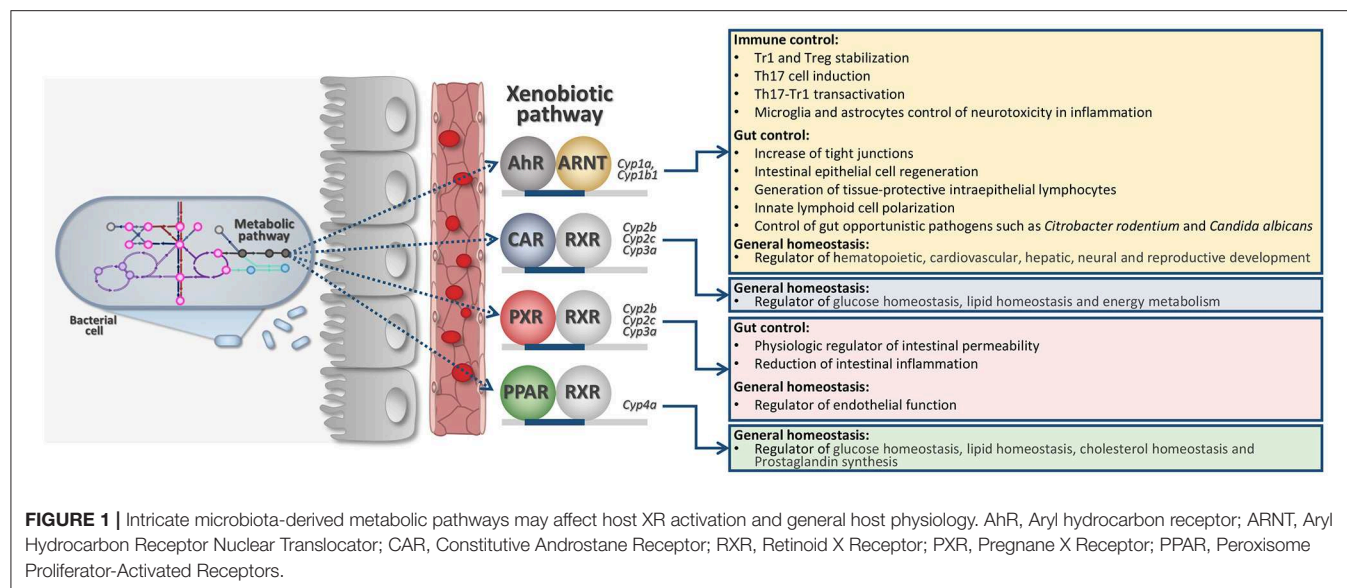 Metabolic
pathway
Bacterial
cell
Xenobiotic
pathway
AhR
ARNT
Cyp1a,
Cyp1b1
CAR
RXR
Cyp2b
Cyp2c
Cyp3a
PXR
RXR
Cyp2b
Cyp2c
Cyp3a
PPAR
RXR
Cyp4a
Immune control:
• Tr1 and Treg stabilization
• Th17 cell induction
• Th17-Tr1 transactivation
• Microglia and astrocytes control of neurotoxicity in inflammation
Gut control:
• Increase of tight junctions
• Intestinal epithelial cell regeneration
• Generation of tissue-protective intraepithelial lymphocytes
• Innate lymphoid cell polarization
• Control of gut opportunistic pathogens such as Citrobacter rodentium and Candida albicans
General homeostasis:
• Regulator of hematopoietic, cardiovascular, hepatic, neural and reproductive development
General homeostasis:
• Regulator of glucose homeostasis, lipid homeostasis and energy metabolism
Gut control:
• Physiologic regulator of intestinal permeability
• Reduction of intestinal inflammation
General homeostasis:
• Regulator of endothelial function
General homeostasis:
• Regulator of glucose homeostasis, lipid homeostasis, cholesterol homeostasis and
Prostaglandin synthesis
FIGURE 1 | Intricate microbiota-derived metabolic pathways may affect host XR activation and general host physiology. AhR, Aryl hydrocarbon receptor; ARNT, Aryl
Hydrocarbon Receptor Nuclear Translocator; CAR, Constitutive Androstane Receptor; RXR, Retinoid X Receptor; PXR, Pregnane X Receptor; PPAR, Peroxisome
Proliferator-Activated Receptors.